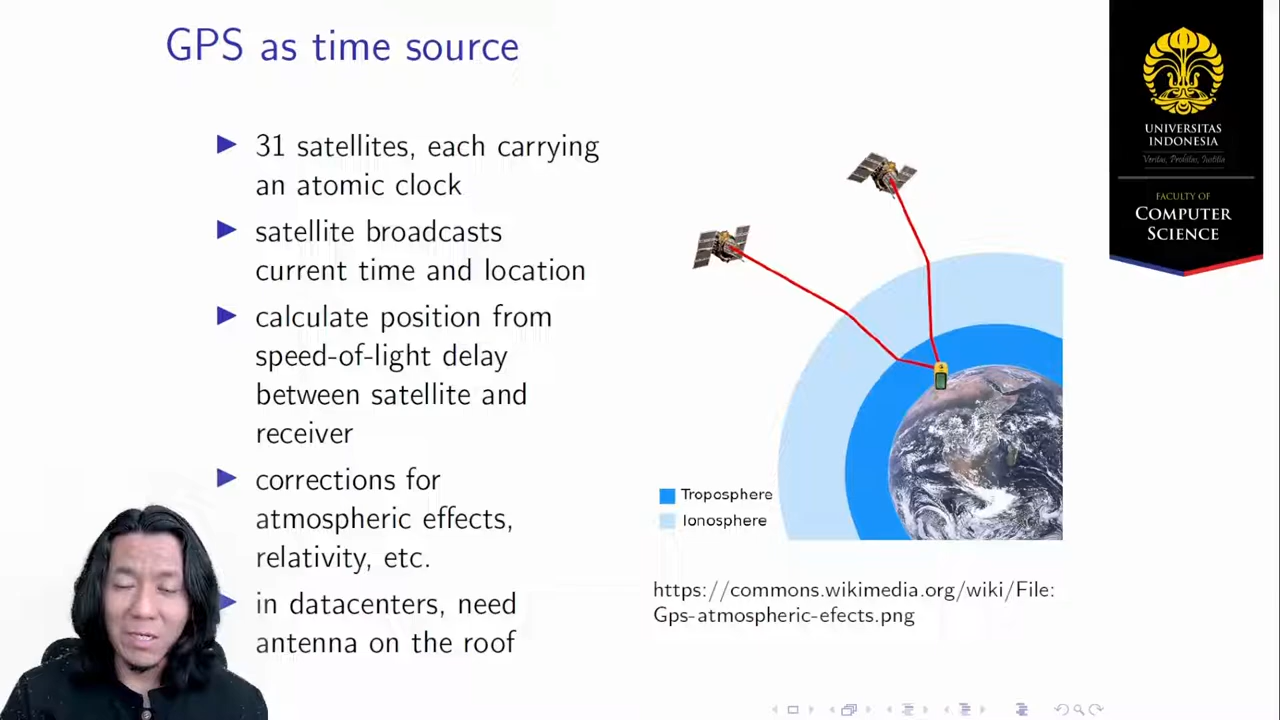 GPS as time source
31 satellites, each carrying
an atomic clock
satellite broadcasts
current time and location
calculate position from
speed-of-light delay
between satellite and
receiver
corrections for
atmospheric effects,
relativity, etc.
in datacenters, need
antenna on the roof
Troposphere
Ionosphere
https://commons.wikimedia.org/wiki/File:
Gps-atmospheric-efects.png
UNIVERSITAS
INDONESIA
Veritas, Probitas, Iustitia
FACULTY OF
COMPUTER
SCIENCE